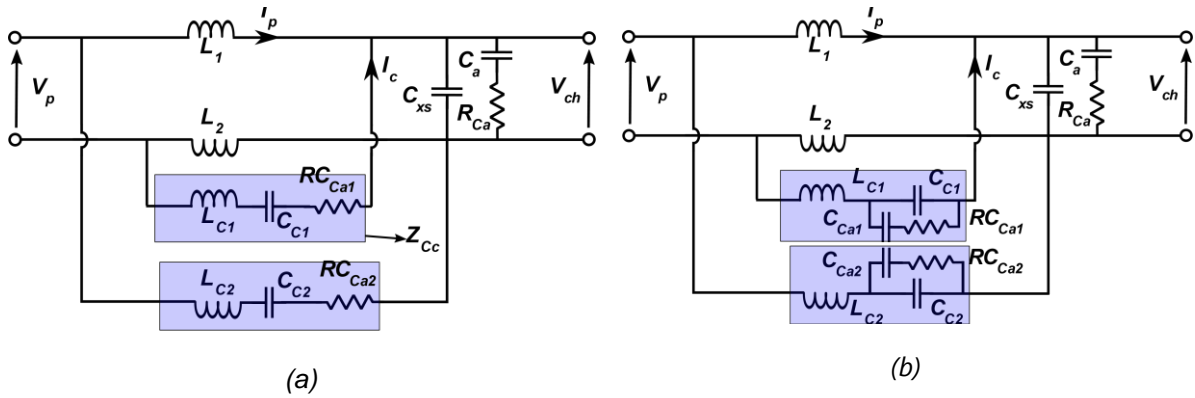 I_p
L_1
I_c
C_a
V_p
C_xs
V_ch
R_Ca
L_2
RC_Ca1
L_C1
C_C1
Z_Cc
RC_Ca2
L_C2
C_C2
(a)
I_p
L_1
I_c
C_a
V_p
C_xs
V_ch
R_Ca
L_2
L_C1
C_C1
C_Ca1
RC_Ca1
C_Ca2
RC_Ca2
L_C2
C_C2
(b)